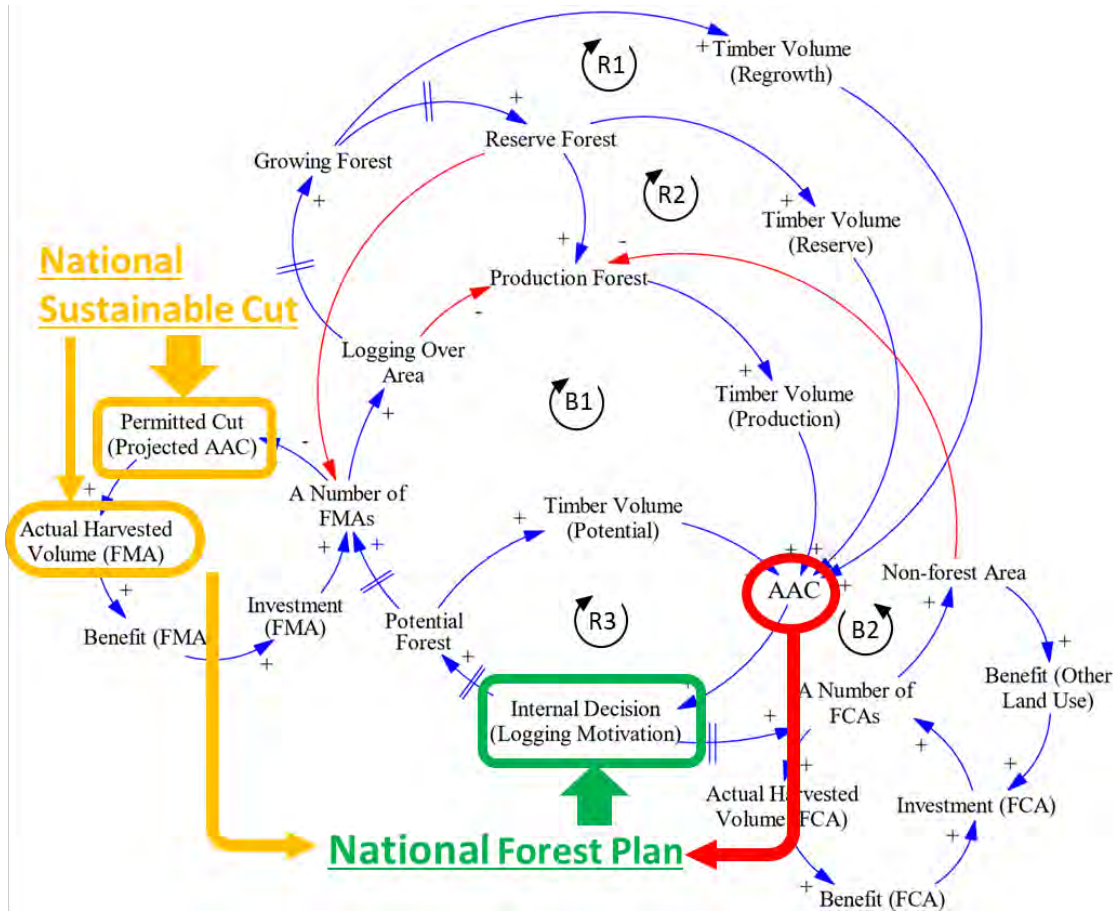 R1
+ Timber Volume
(Regrowth)
+
Reserve Forest
Growing Forest
+
R2
+
Timber Volume
(Reserve)
National
Sustainable Cut
+
-
Production Forest
-
Logging Over
Area
+
+
Timber Volume
(Production)
B1
Permitted Cut
(Projected AAC)
-
+
A Number of
FMAs
+
+
Actual Harvested
Volume (FMA)
+
Timber Volume
(Potential)
+
+
+
+
AAC
Non-forest Area
+
B2
+
Benefit (FMA
+
Investment
(FMA)
Potential
Forest
+
R3
Internal Decision
(Logging Motivation)
+
A Number of
FCAs
+
Benefit (Other
Land Use)
+
Actual Harvested
Volume (FCA)
Investment (FCA)
+
National Forest Plan
+
Benefit (FCA)